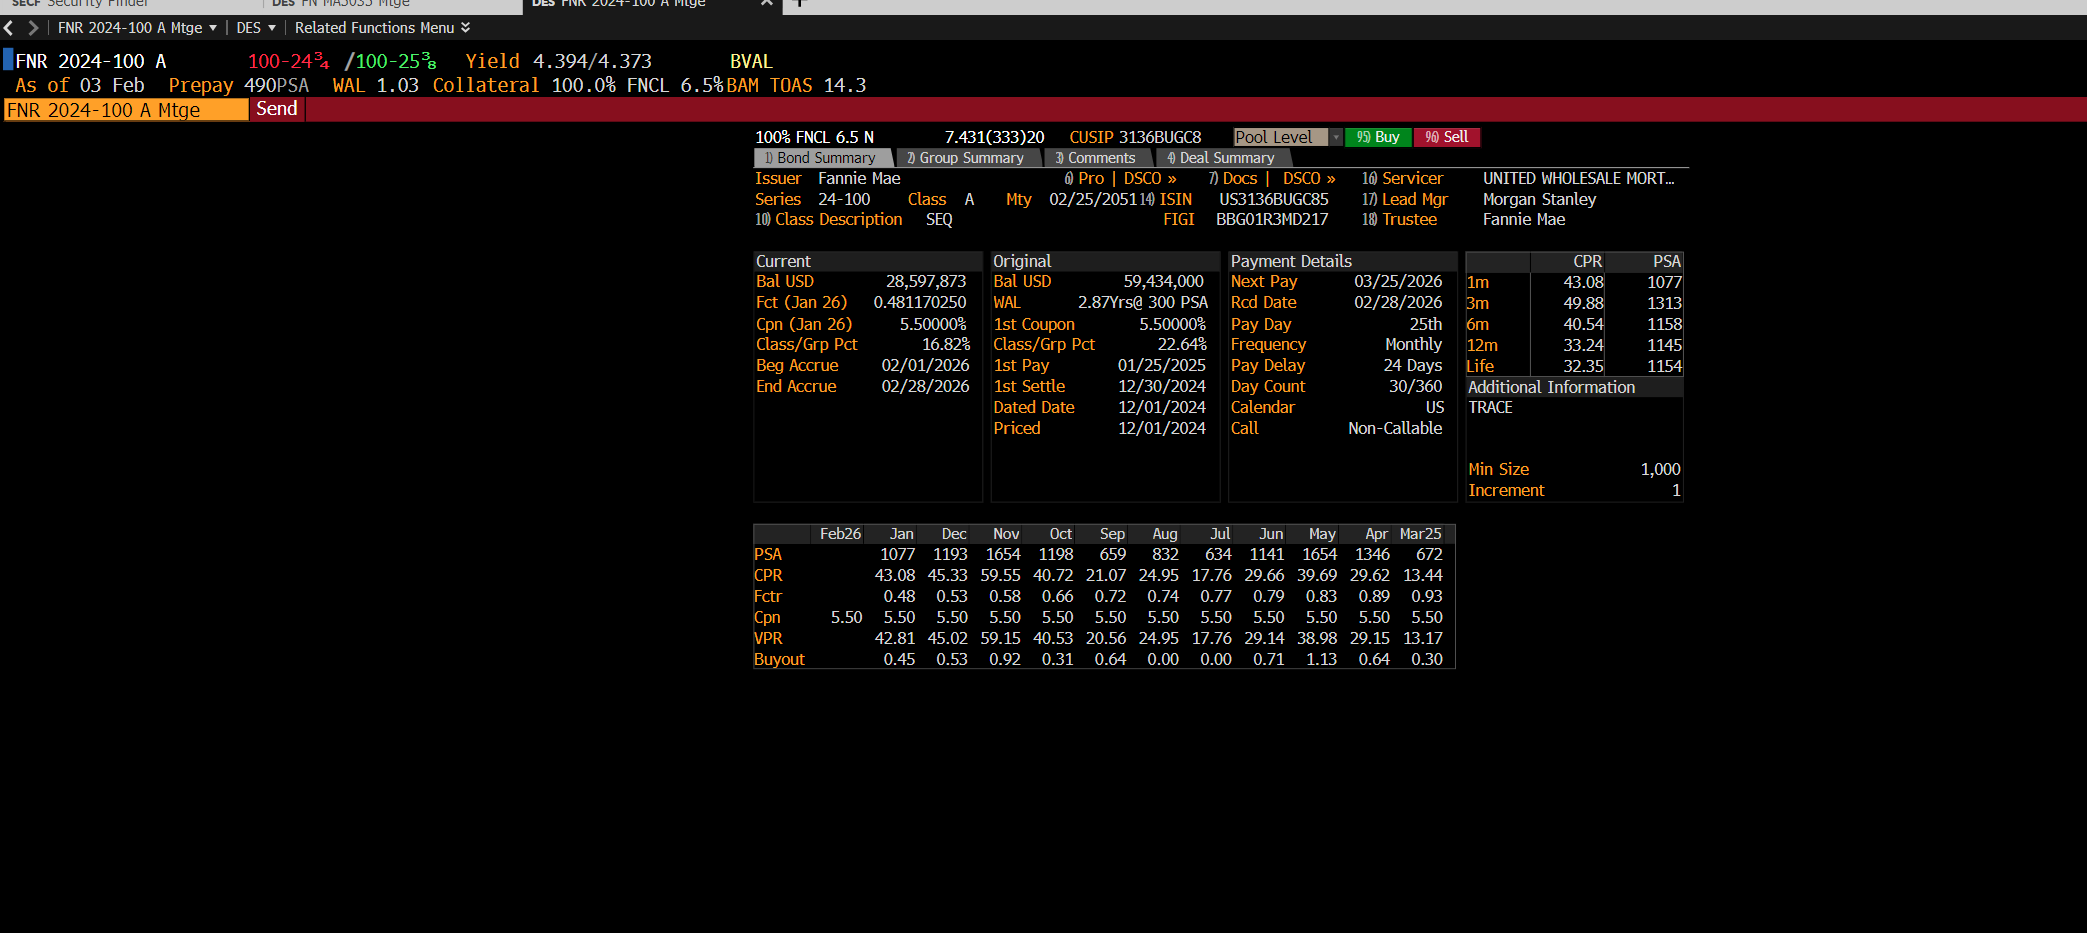 SECF Security Finder DES FN MA5035 Mtge DES FNR 2024-100 A Mtge × +
FNR 2024-100 A Mtge DES Related Functions Menu
FNR 2024-100 A 100-24¾ /100-25⅜ Yield 4.394/4.373 BVAL
As of 03 Feb Prepay 490PSA WAL 1.03 Collateral 100.0% FNCL 6.5% BAM TOAS 14.3
FNR 2024-100 A Mtge Send
100% FNCL 6.5 N 7.431(333)20 CUSIP 3136BUGC8 Pool Level 95) Buy 96) Sell
1) Bond Summary 2) Group Summary 3) Comments 4) Deal Summary
Issuer Fannie Mae 6) Pro | DSCO » 7) Docs | DSCO » 16) Servicer UNITED WHOLESALE MORT...
Series 24-100 Class A Mty 02/25/2051 14) ISIN US3136BUGC85 17) Lead Mgr Morgan Stanley
10) Class Description SEQ FIGI BBG01R3MD217 18) Trustee Fannie Mae
Current Original Payment Details CPR PSA
Bal USD 28,597,873 Bal USD 59,434,000 Next Pay 03/25/2026 1m 43.08 1077
Fct (Jan 26) 0.481170250 WAL 2.87Yrs@ 300 PSA Rcd Date 02/28/2026 3m 49.88 1313
Cpn (Jan 26) 5.50000% 1st Coupon 5.50000% Pay Day 25th 6m 40.54 1158
Class/Grp Pct 16.82% Class/Grp Pct 22.64% Frequency Monthly 12m 33.24 1145
Beg Accrue 02/01/2026 1st Pay 01/25/2025 Pay Delay 24 Days Life 32.35 1154
End Accrue 02/28/2026 1st Settle 12/30/2024 Day Count 30/360 Additional Information
Dated Date 12/01/2024 Calendar US TRACE
Priced 12/01/2024 Call Non-Callable
Min Size 1,000
Increment 1
Feb26 Jan Dec Nov Oct Sep Aug Jul Jun May Apr Mar25
PSA 1077 1193 1654 1198 659 832 634 1141 1654 1346 672
CPR 43.08 45.33 59.55 40.72 21.07 24.95 17.76 29.66 39.69 29.62 13.44
Fctr 0.48 0.53 0.58 0.66 0.72 0.74 0.77 0.79 0.83 0.89 0.93
Cpn 5.50 5.50 5.50 5.50 5.50 5.50 5.50 5.50 5.50 5.50 5.50 5.50
VPR 42.81 45.02 59.15 40.53 20.56 24.95 17.76 29.14 38.98 29.15 13.17
Buyout 0.45 0.53 0.92 0.31 0.64 0.00 0.00 0.71 1.13 0.64 0.30